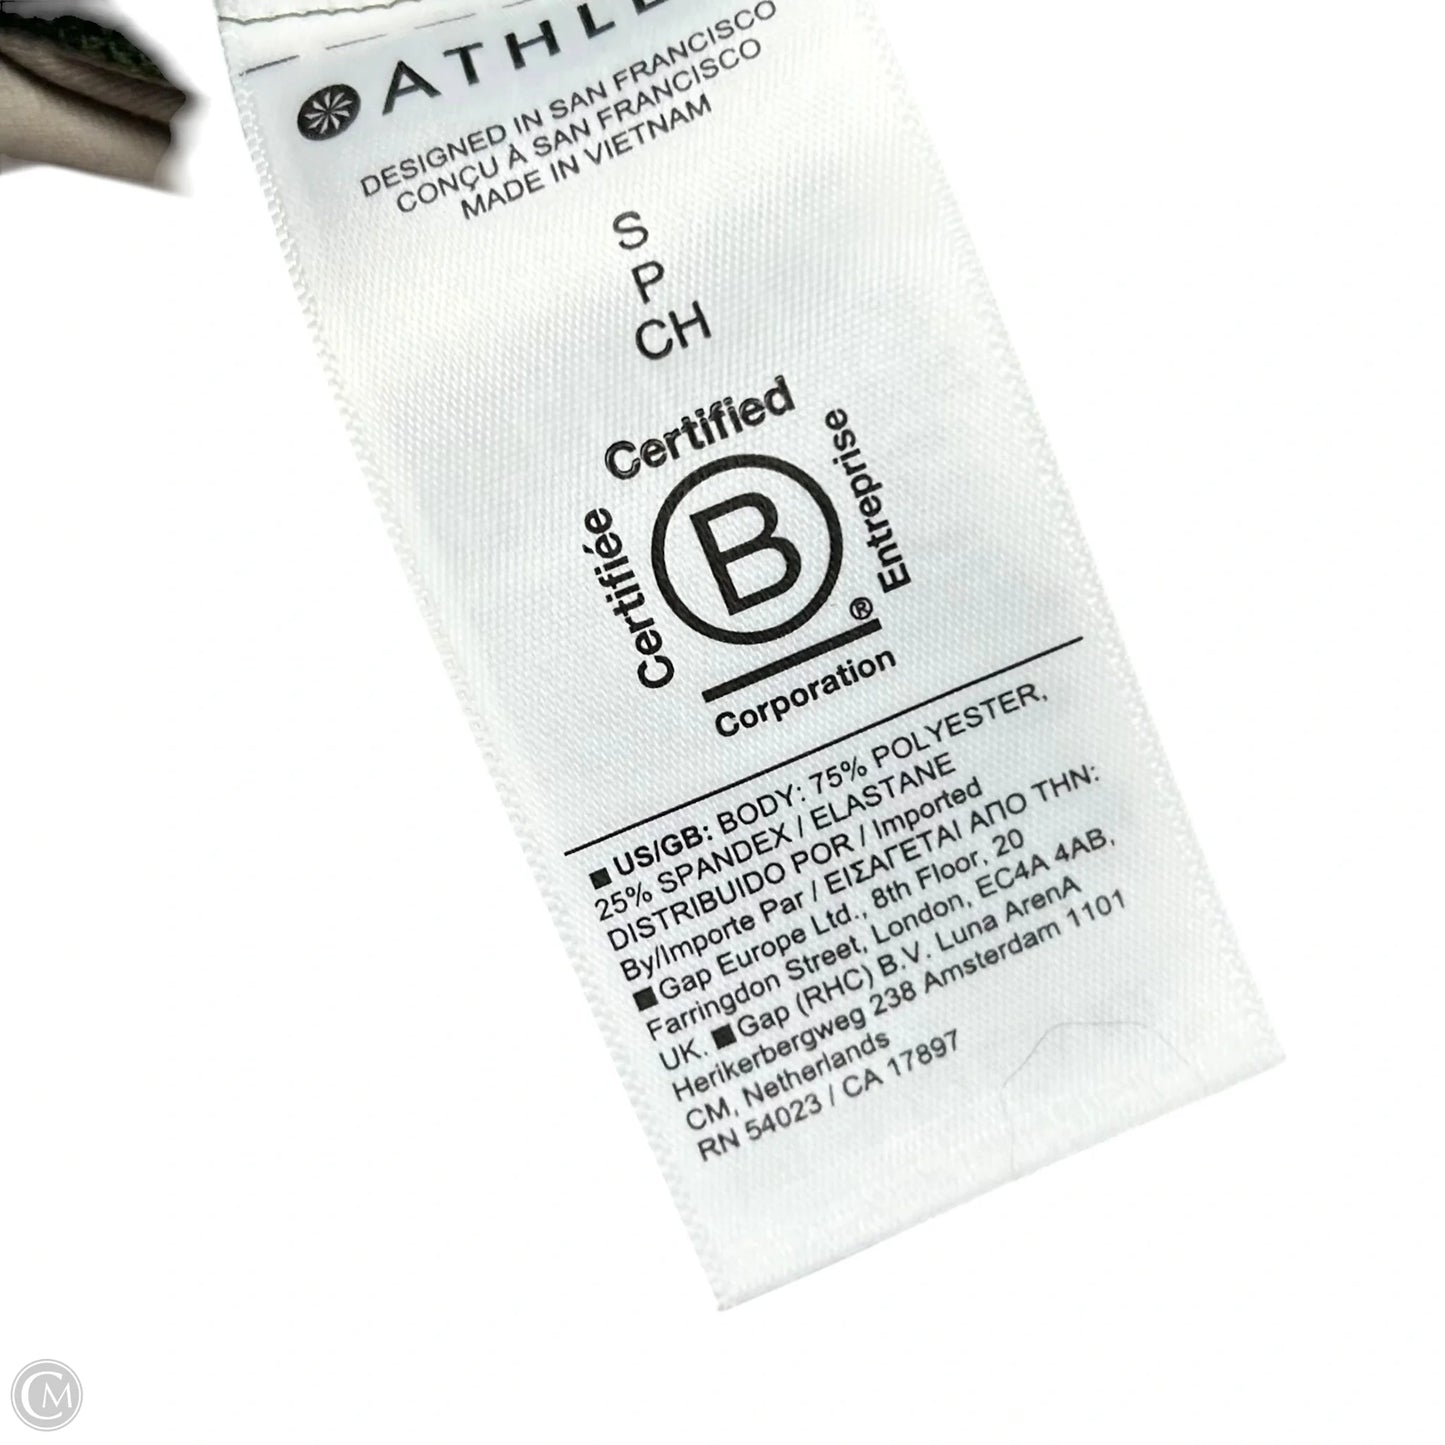 ATHLE
DESIGNED IN SAN FRANCISCO
CONÇU À SAN FRANCISCO
MADE IN VIETNAM
S
P
CH
Certified
Certifiée
B
Entreprise
®
Corporation
■ US/GB: BODY: 75% POLYESTER,
25% SPANDEX / ELASTANE
DISTRIBUIDO POR / Imported
By/Importe Par / ΕΙΣΑΓΕΤΑΙ ΑΠΟ ΤΗΝ:
■Gap Europe Ltd., 8th Floor, 20
Farringdon Street, London, EC4A 4AB,
UK. ■Gap (RHC) B.V. Luna ArenA
Herikerbergweg 238 Amsterdam 1101
CM, Netherlands
RN 54023 / CA 17897
CM